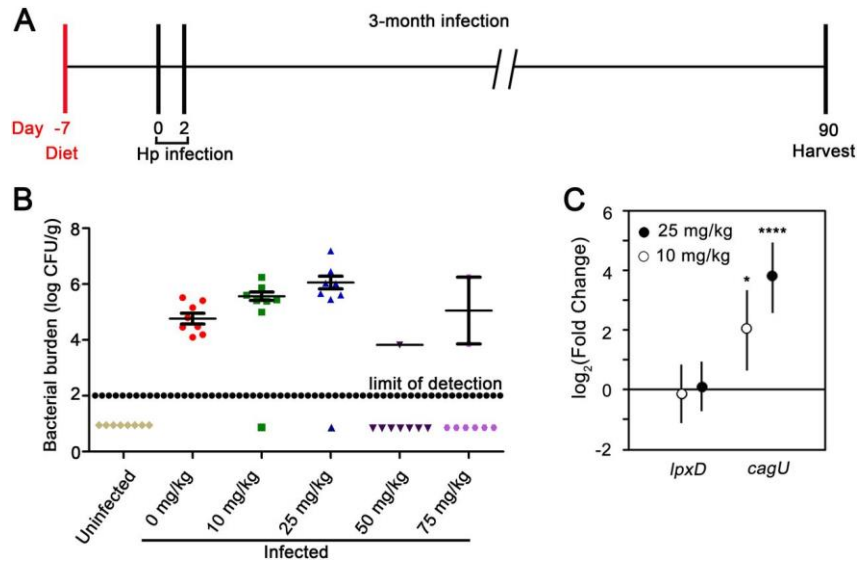 A
3-month infection
Day -7 0 2 90
Diet Hp infection Harvest
B
Bacterial burden (log CFU/g)
8
6
4
2
0
limit of detection
Uninfected
0 mg/kg
10 mg/kg
25 mg/kg
50 mg/kg
75 mg/kg
Infected
C
log₂(Fold Change)
6
4
2
0
-2
25 mg/kg
10 mg/kg
*
****
lpxD cagU